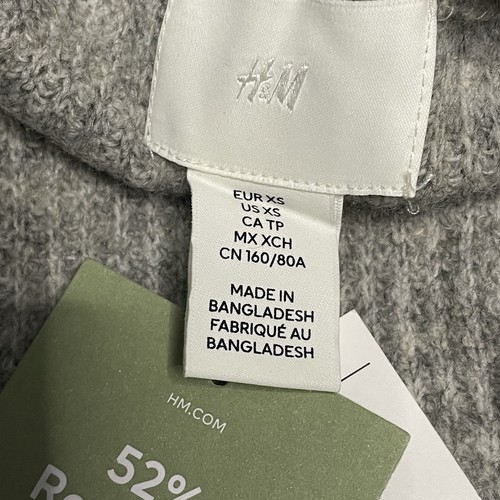 H&M
EUR XS
US XS
CA TP
MX XCH
CN 160/80A
MADE IN
BANGLADESH
FABRIQUÉ AU
BANGLADESH
HM.COM
52%